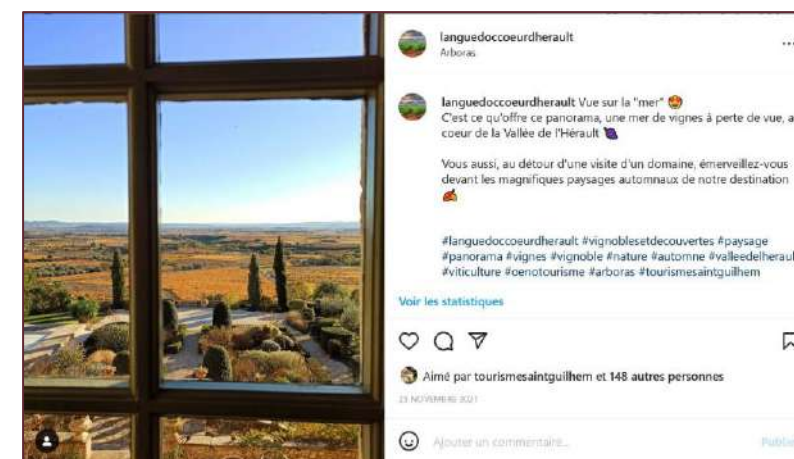 languedoccoeurdherault
Arboras
languedoccoeurdherault Vue sur la "mer" 🤩
C'est ce qu'offre ce panorama, une mer de vignes à perte de vue, a
coeur de la Vallée de l'Hérault 🍇
Vous aussi, au détour d'une visite d'un domaine, émerveillez-vous
devant les magnifiques paysages automnaux de notre destination
🍂
#languedoccoeurdherault #vignoblesetdecouvertes #paysage
#panorama #vignes #vignoble #nature #automne #valleedelherault
#viticulture #oenotourisme #arboras #tourismesaintguilhem
Voir les statistiques
Aimé par tourismesaintguilhem et 148 autres personnes
23 NOVEMBRE 2021
Ajouter un commentaire...
Publier